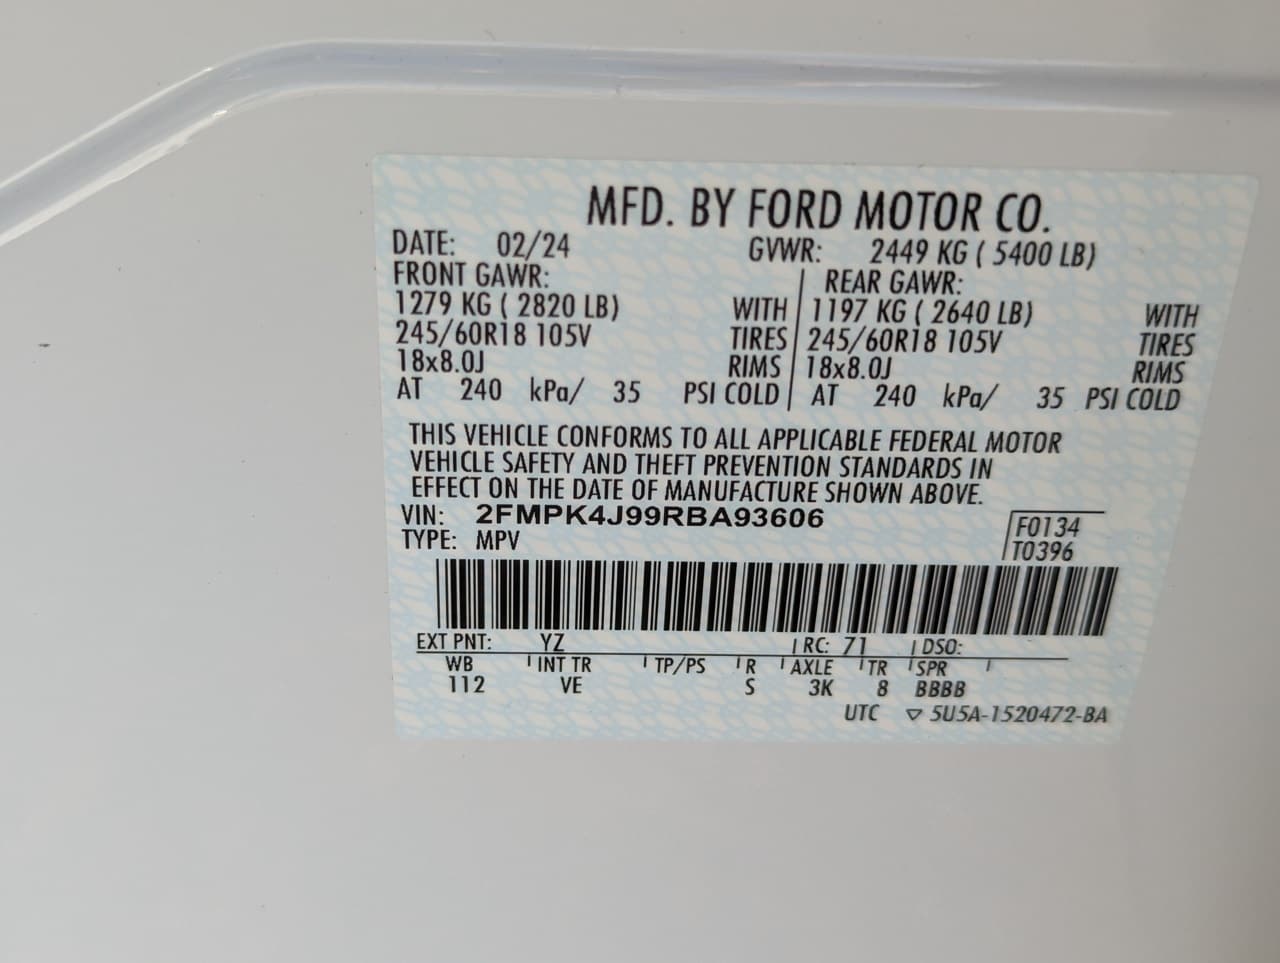 MFD. BY FORD MOTOR CO.
DATE: 02/24 GVWR: 2449 KG ( 5400 LB)
FRONT GAWR: REAR GAWR:
1279 KG ( 2820 LB) WITH 1197 KG ( 2640 LB) WITH
245/60R18 105V TIRES 245/60R18 105V TIRES
18x8.0J RIMS 18x8.0J RIMS
AT 240 kPa/ 35 PSI COLD AT 240 kPa/ 35 PSI COLD
THIS VEHICLE CONFORMS TO ALL APPLICABLE FEDERAL MOTOR
VEHICLE SAFETY AND THEFT PREVENTION STANDARDS IN
EFFECT ON THE DATE OF MANUFACTURE SHOWN ABOVE.
VIN: 2FMPK4J99RBA93606 F0134
TYPE: MPV T0396
EXT PNT: YZ RC: 71 DSO:
WB INT TR TP/PS R AXLE TR SPR
112 VE S 3K 8 BBBB
UTC ▽ 5U5A-1520472-BA